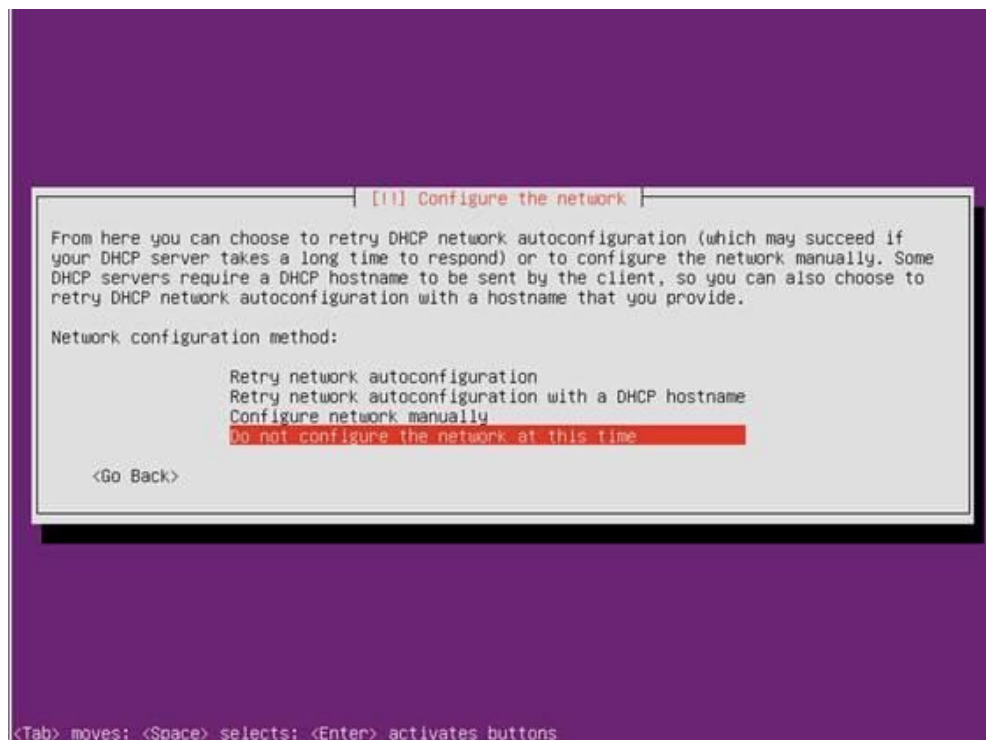 [!!] Configure the network
From here you can choose to retry DHCP network autoconfiguration (which may succeed if
your DHCP server takes a long time to respond) or to configure the network manually. Some
DHCP servers require a DHCP hostname to be sent by the client, so you can also choose to
retry DHCP network autoconfiguration with a hostname that you provide.
Network configuration method:
Retry network autoconfiguration
Retry network autoconfiguration with a DHCP hostname
Configure network manually
Do not configure the network at this time
<Go Back>
<Tab> moves; <Space> selects; <Enter> activates buttons